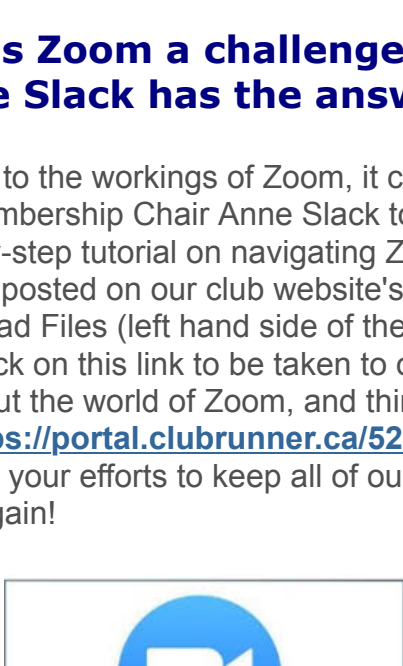 s Zoom a challenge
e Slack has the answ
to the workings of Zoom, it c
mbership Chair Anne Slack to
-step tutorial on navigating Z
posted on our club website's
ad Files (left hand side of the
ck on this link to be taken to o
ut the world of Zoom, and thin
ps://portal.clubrunner.ca/52
your efforts to keep all of ou
gain!